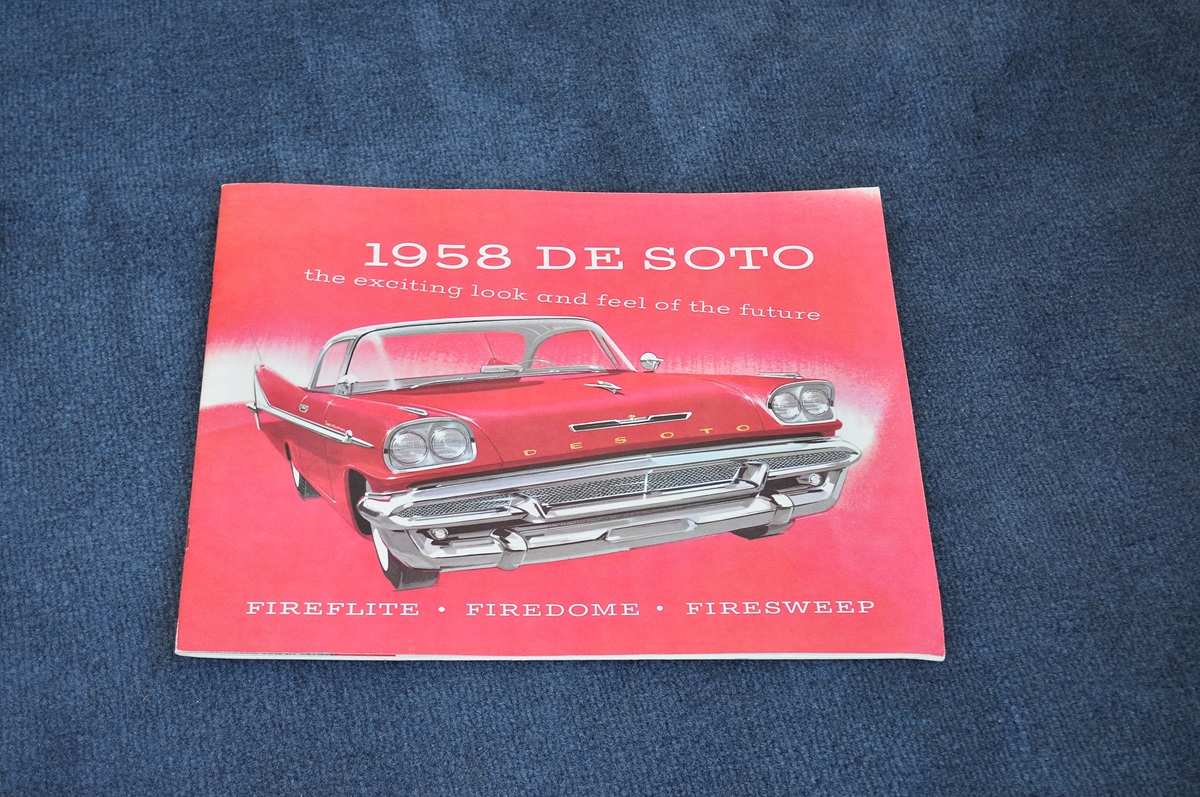 1958 DE SOTO
the exciting look and feel of the future
DESOTO
FIREFLITE • FIREDOME • FIRESWEEP